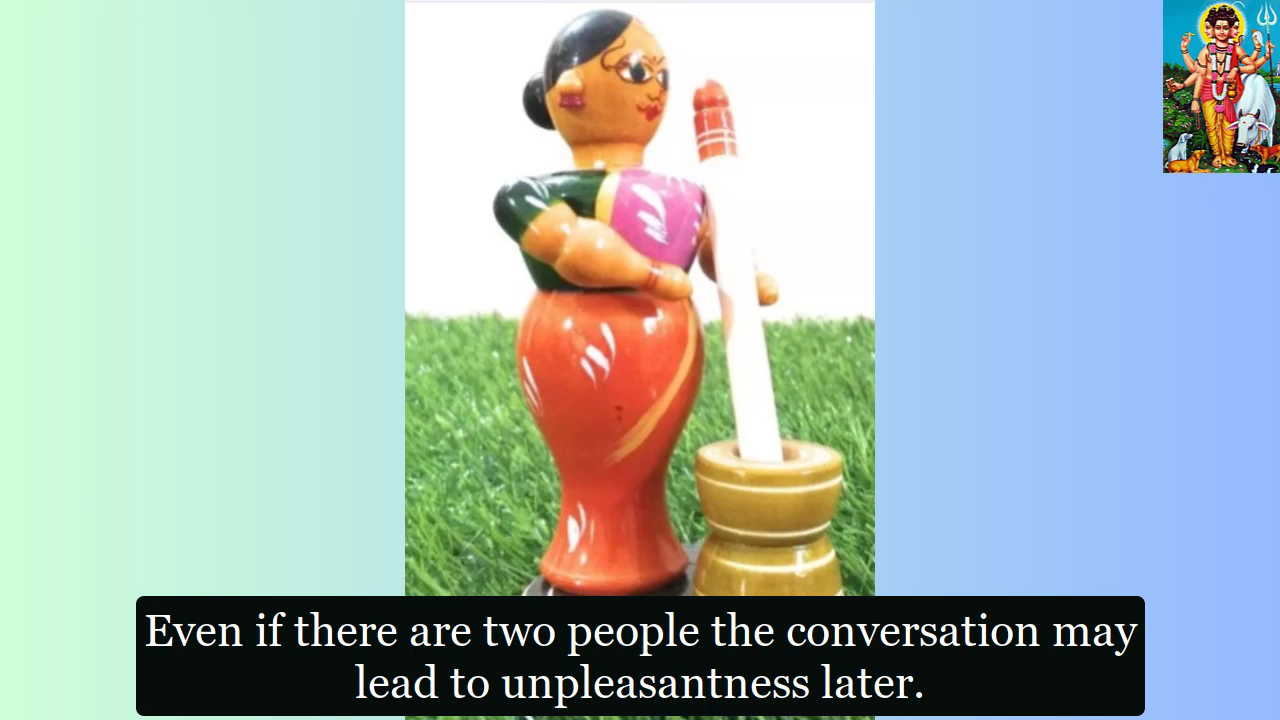 Even if there are two people the conversation may
lead to unpleasantness later.